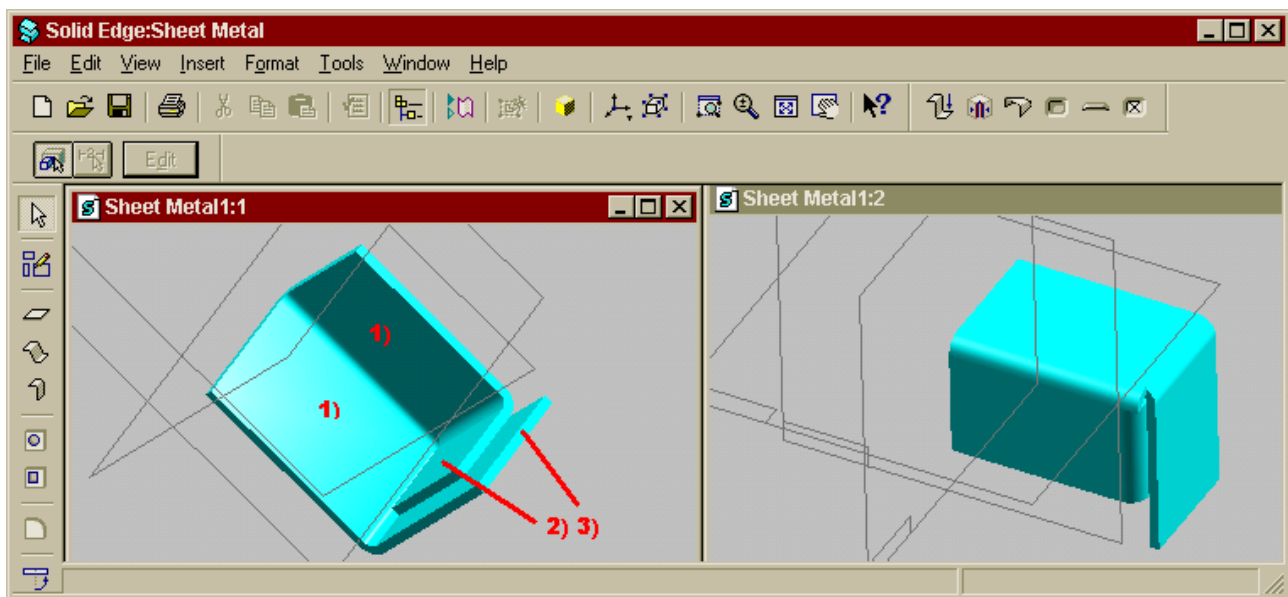 Solid Edge:Sheet Metal
File Edit View Insert Format Tools Window Help
Edit
Sheet Metal1:1
Sheet Metal1:2
1)
1)
2) 3)